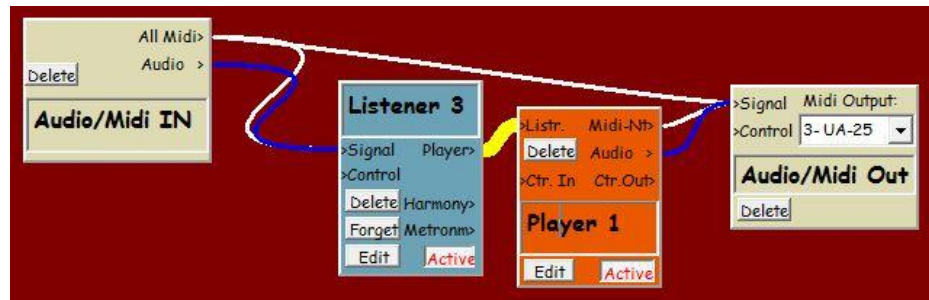 All Midi>
Audio >
Delete
Audio/Midi IN
Listener 3
>Signal Player>
>Control
Delete Harmony>
Forget Metronm>
Edit Active
>Listr. Midi-Nt>
Delete Audio >
>Ctr. In Ctr.Out>
Player 1
Edit Active
>Signal Midi Output:
>Control 3- UA-25
Audio/Midi Out
Delete